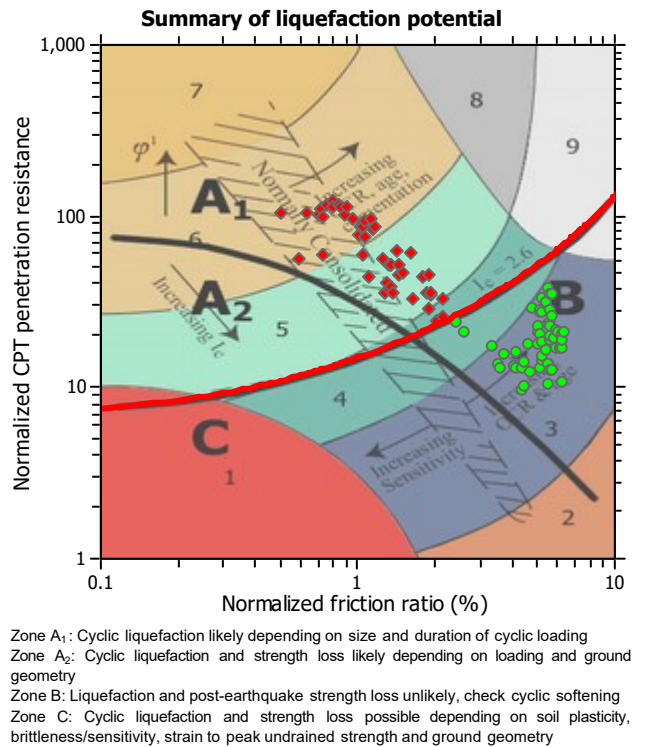 Summary of liquefaction potential
Normalized CPT penetration resistance
1,000
100
10
1
7
8
9
φ'
Increasing
OCR, age,
cementation
Normally Consolidated
A1
6
A2
Increasing Ic
5
Ic = 2.6
B
4
Increasing
OCR & age
3
C
1
Increasing
Sensitivity
2
0.1
1
10
Normalized friction ratio (%)
Zone A1: Cyclic liquefaction likely depending on size and duration of cyclic loading
Zone A2: Cyclic liquefaction and strength loss likely depending on loading and ground
geometry
Zone B: Liquefaction and post-earthquake strength loss unlikely, check cyclic softening
Zone C: Cyclic liquefaction and strength loss possible depending on soil plasticity,
brittleness/sensitivity, strain to peak undrained strength and ground geometry